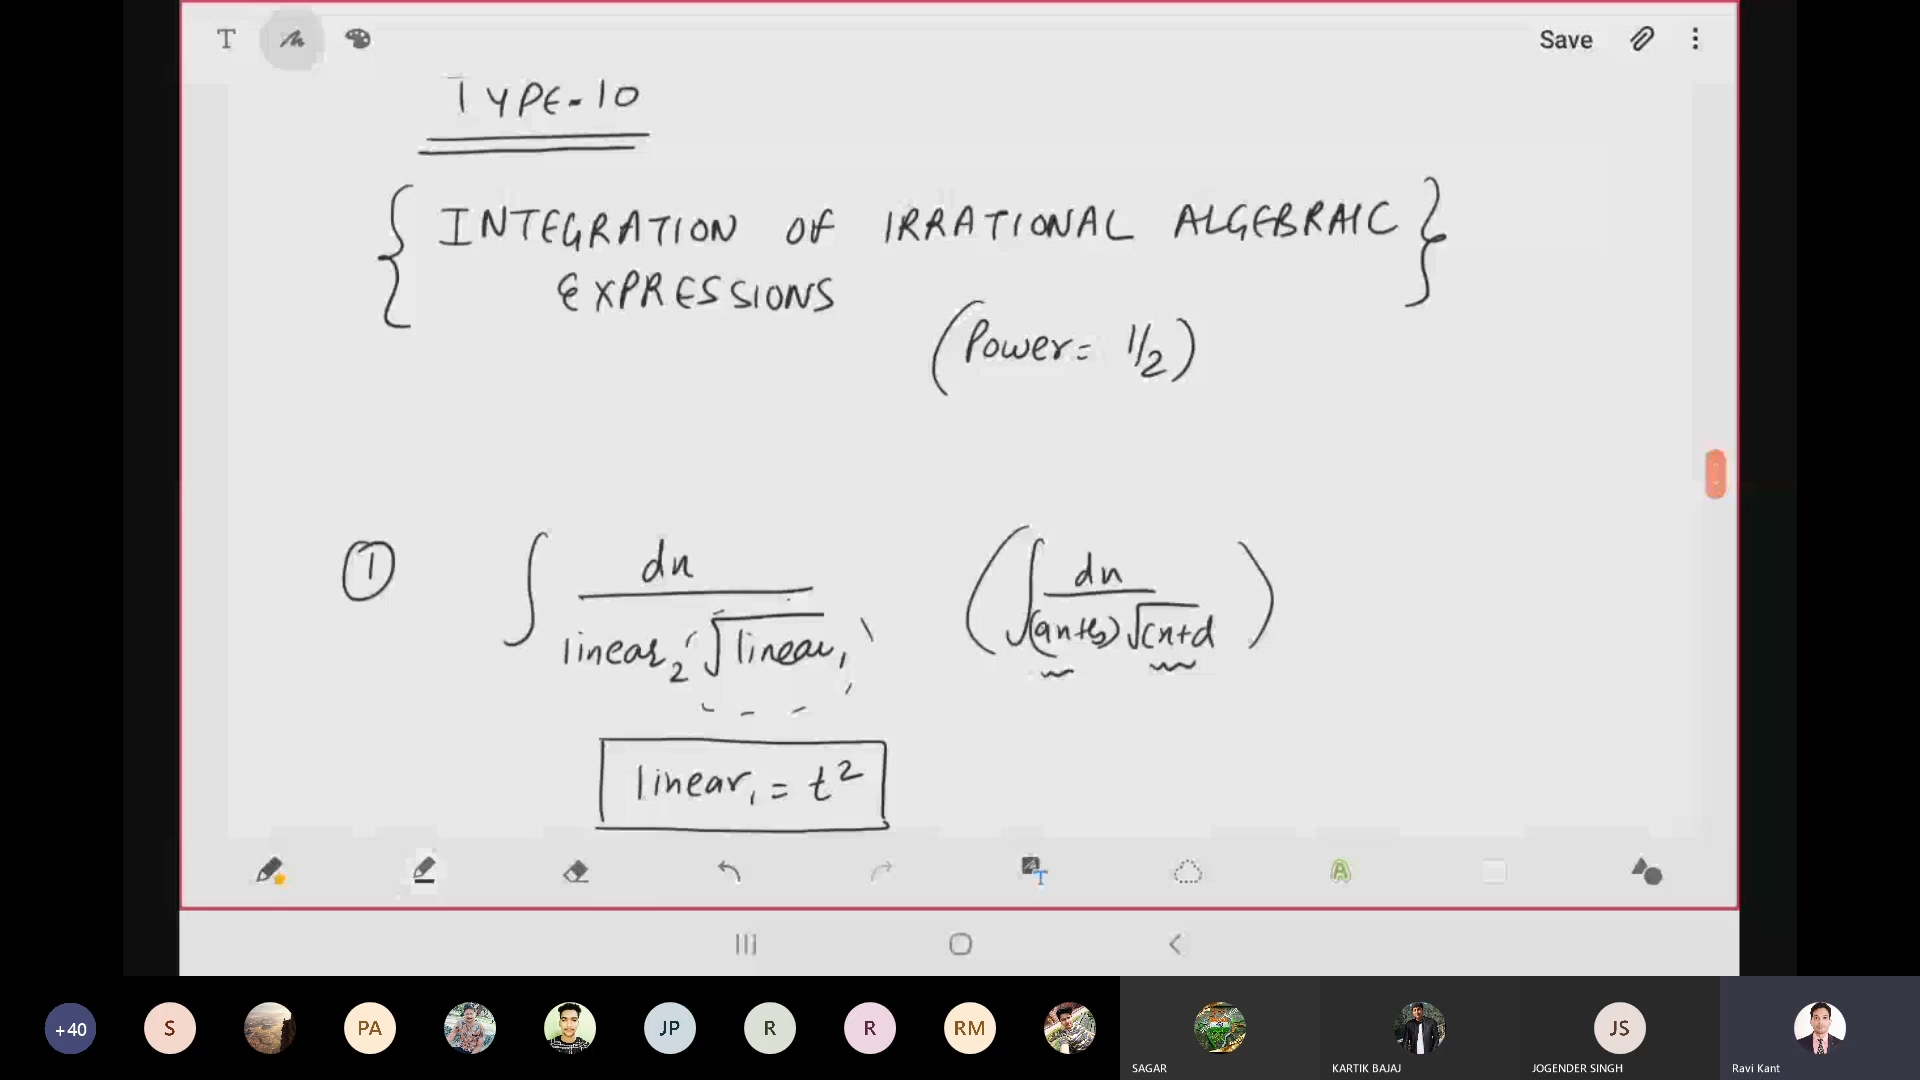 T
Save
TYPE-10
{ INTEGRATION OF IRRATIONAL ALGEBRAIC }
EXPRESSIONS
(Power = 1/2)
① ∫ dx / linear₂ √linear₁ ( ∫ dx / (ax+b) √cx+d )
linear₁ = t²
T
A
+40
S
PA
JP
R
R
RM
JS
SAGAR
KARTIK BAJAJ
JOGENDER SINGH
Ravi Kant